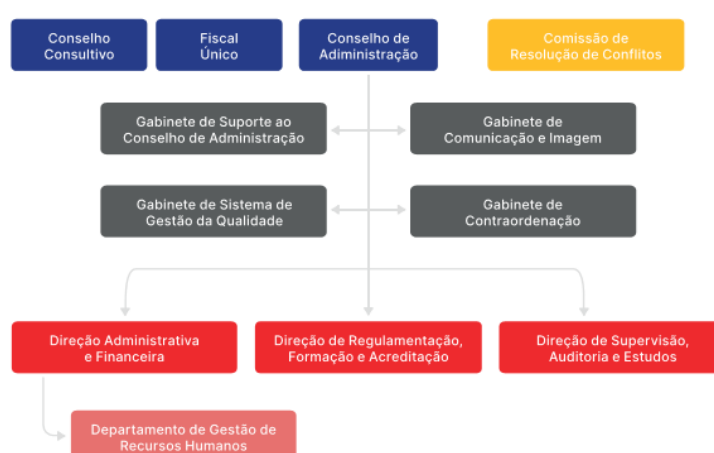 Conselho
Consultivo
Fiscal
Único
Conselho de
Adiministração
Comissão de
Resolução de Conflitos
Gabinete de Suporte ao
Conselho de Administração
Gabinete de
Comunicação e Imagem
Gabinete de Sistema de
Gestão da Qualidade
Gabinete de
Contraordenação
Direção Administrativa
e Financeira
Direção de Regulamentação,
Formação e Acreditação
Direção de Supervisão,
Auditoria e Estudos
Departamento de Gestão de
Recursos Humanos